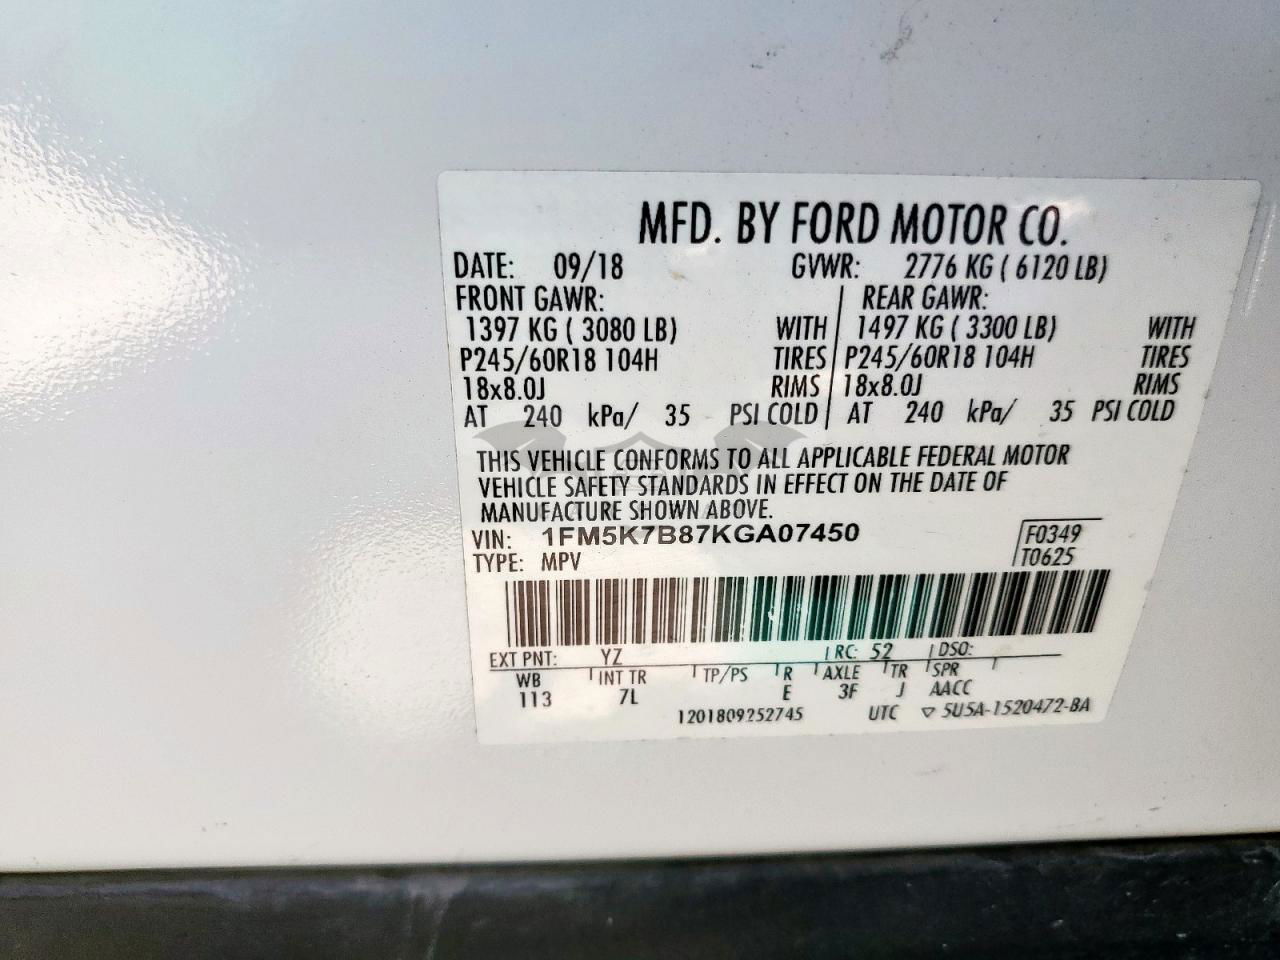 MFD. BY FORD MOTOR CO.
DATE: 09/18 GVWR: 2776 KG ( 6120 LB)
FRONT GAWR: REAR GAWR:
1397 KG ( 3080 LB) WITH 1497 KG ( 3300 LB) WITH
P245/60R18 104H TIRES P245/60R18 104H TIRES
18x8.0J RIMS 18x8.0J RIMS
AT 240 kPa/ 35 PSI COLD AT 240 kPa/ 35 PSI COLD
THIS VEHICLE CONFORMS TO ALL APPLICABLE FEDERAL MOTOR
VEHICLE SAFETY STANDARDS IN EFFECT ON THE DATE OF
MANUFACTURE SHOWN ABOVE.
VIN: 1FM5K7B87KGA07450 F0349
TYPE: MPV T0625
EXT PNT: YZ RC: 52 DSO:
WB INT TR TP/PS R AXLE TR SPR
113 7L E 3F J AACC
1201809252745 UTC ▽ 5U5A-1520472-BA